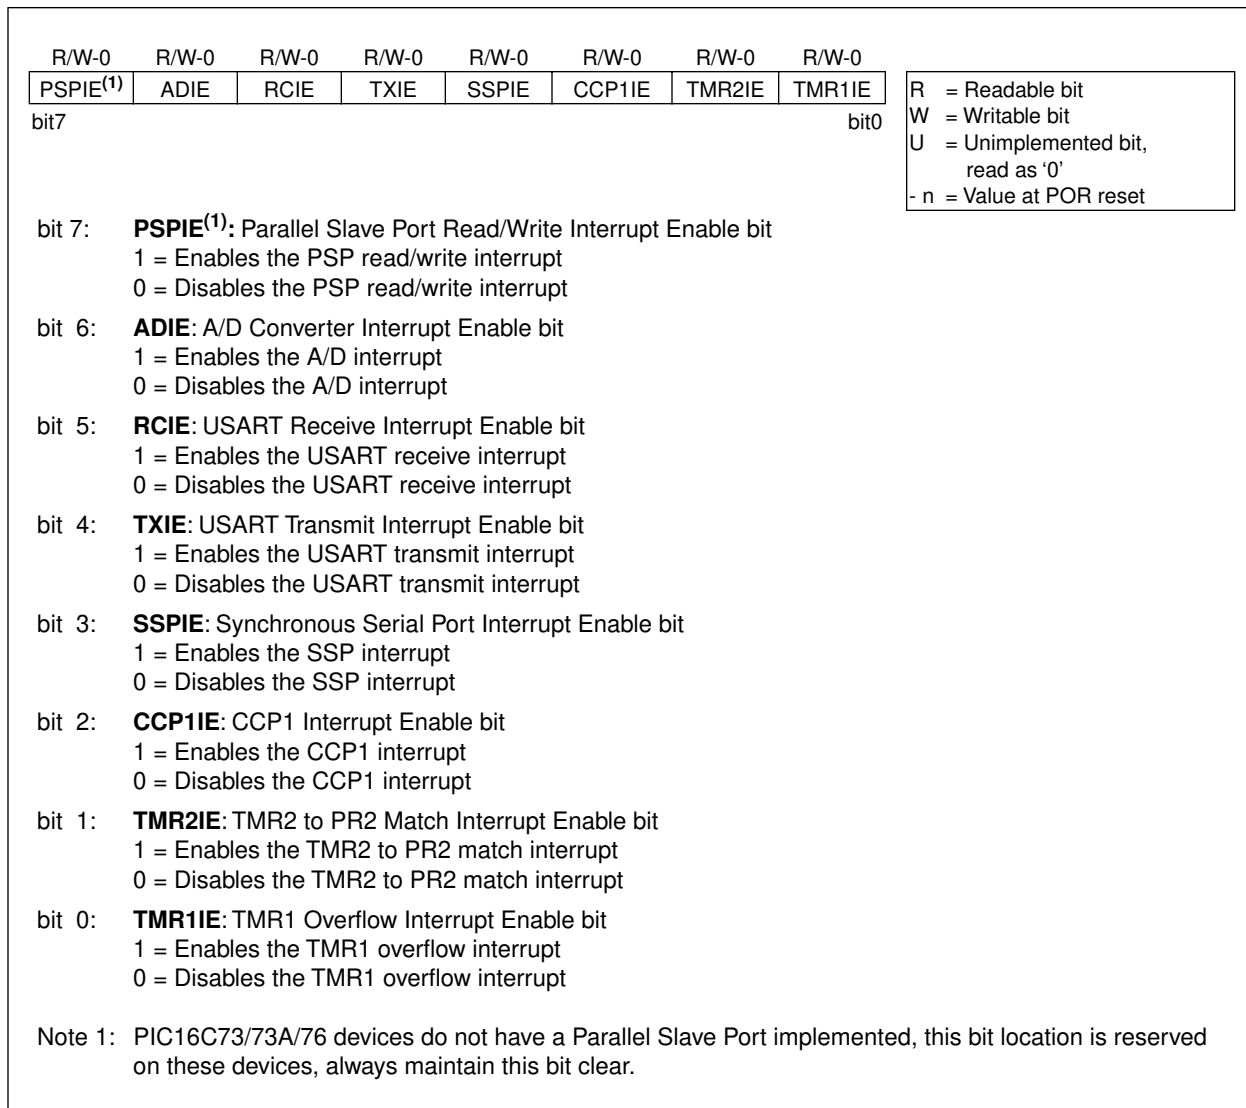 R/W-0 R/W-0 R/W-0 R/W-0 R/W-0 R/W-0 R/W-0 R/W-0
PSPIE(1) ADIE RCIE TXIE SSPIE CCP1IE TMR2IE TMR1IE
bit7 bit0
R = Readable bit
W = Writable bit
U = Unimplemented bit,
read as ‘0’
- n = Value at POR reset
bit 7: PSPIE(1): Parallel Slave Port Read/Write Interrupt Enable bit
1 = Enables the PSP read/write interrupt
0 = Disables the PSP read/write interrupt
bit 6: ADIE: A/D Converter Interrupt Enable bit
1 = Enables the A/D interrupt
0 = Disables the A/D interrupt
bit 5: RCIE: USART Receive Interrupt Enable bit
1 = Enables the USART receive interrupt
0 = Disables the USART receive interrupt
bit 4: TXIE: USART Transmit Interrupt Enable bit
1 = Enables the USART transmit interrupt
0 = Disables the USART transmit interrupt
bit 3: SSPIE: Synchronous Serial Port Interrupt Enable bit
1 = Enables the SSP interrupt
0 = Disables the SSP interrupt
bit 2: CCP1IE: CCP1 Interrupt Enable bit
1 = Enables the CCP1 interrupt
0 = Disables the CCP1 interrupt
bit 1: TMR2IE: TMR2 to PR2 Match Interrupt Enable bit
1 = Enables the TMR2 to PR2 match interrupt
0 = Disables the TMR2 to PR2 match interrupt
bit 0: TMR1IE: TMR1 Overflow Interrupt Enable bit
1 = Enables the TMR1 overflow interrupt
0 = Disables the TMR1 overflow interrupt
Note 1: PIC16C73/73A/76 devices do not have a Parallel Slave Port implemented, this bit location is reserved
on these devices, always maintain this bit clear.